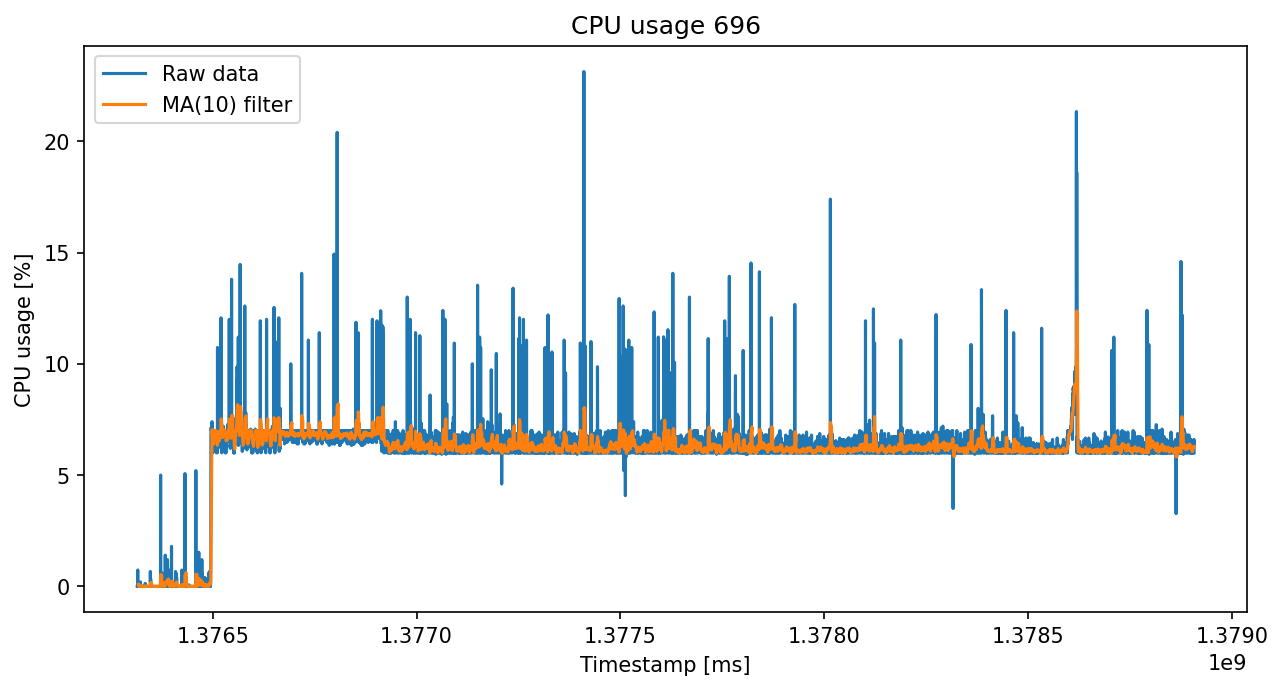 CPU usage 696
Raw data
MA(10) filter
CPU usage [%]
20
15
10
5
0
1.3765 1.3770 1.3775 1.3780 1.3785 1.3790
1e9
Timestamp [ms]